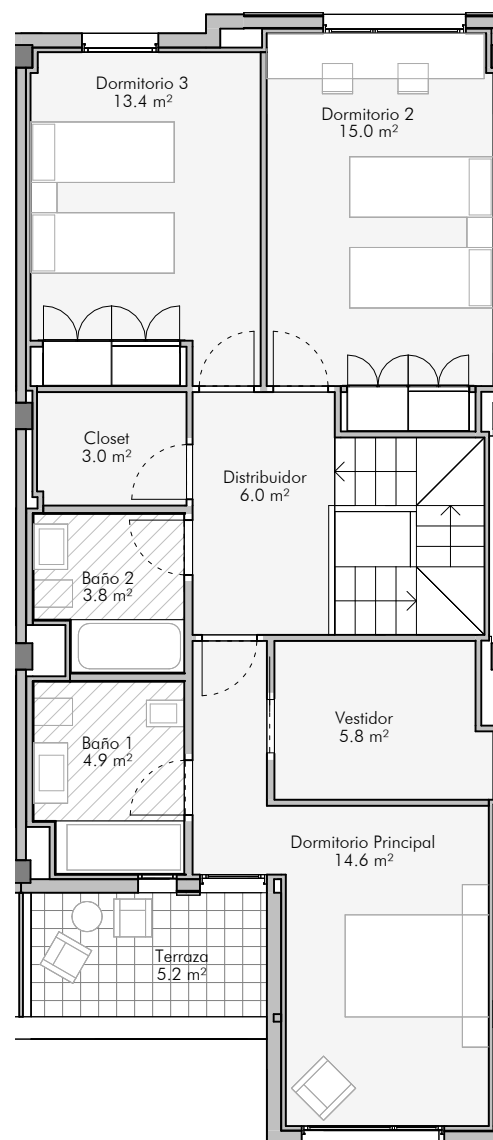 Dormitorio 3
13.4 m²
Dormitorio 2
15.0 m²
Closet
3.0 m²
Distribuidor
6.0 m²
Baño 2
3.8 m²
Vestidor
5.8 m²
Baño 1
4.9 m²
Dormitorio Principal
14.6 m²
Terraza
5.2 m²